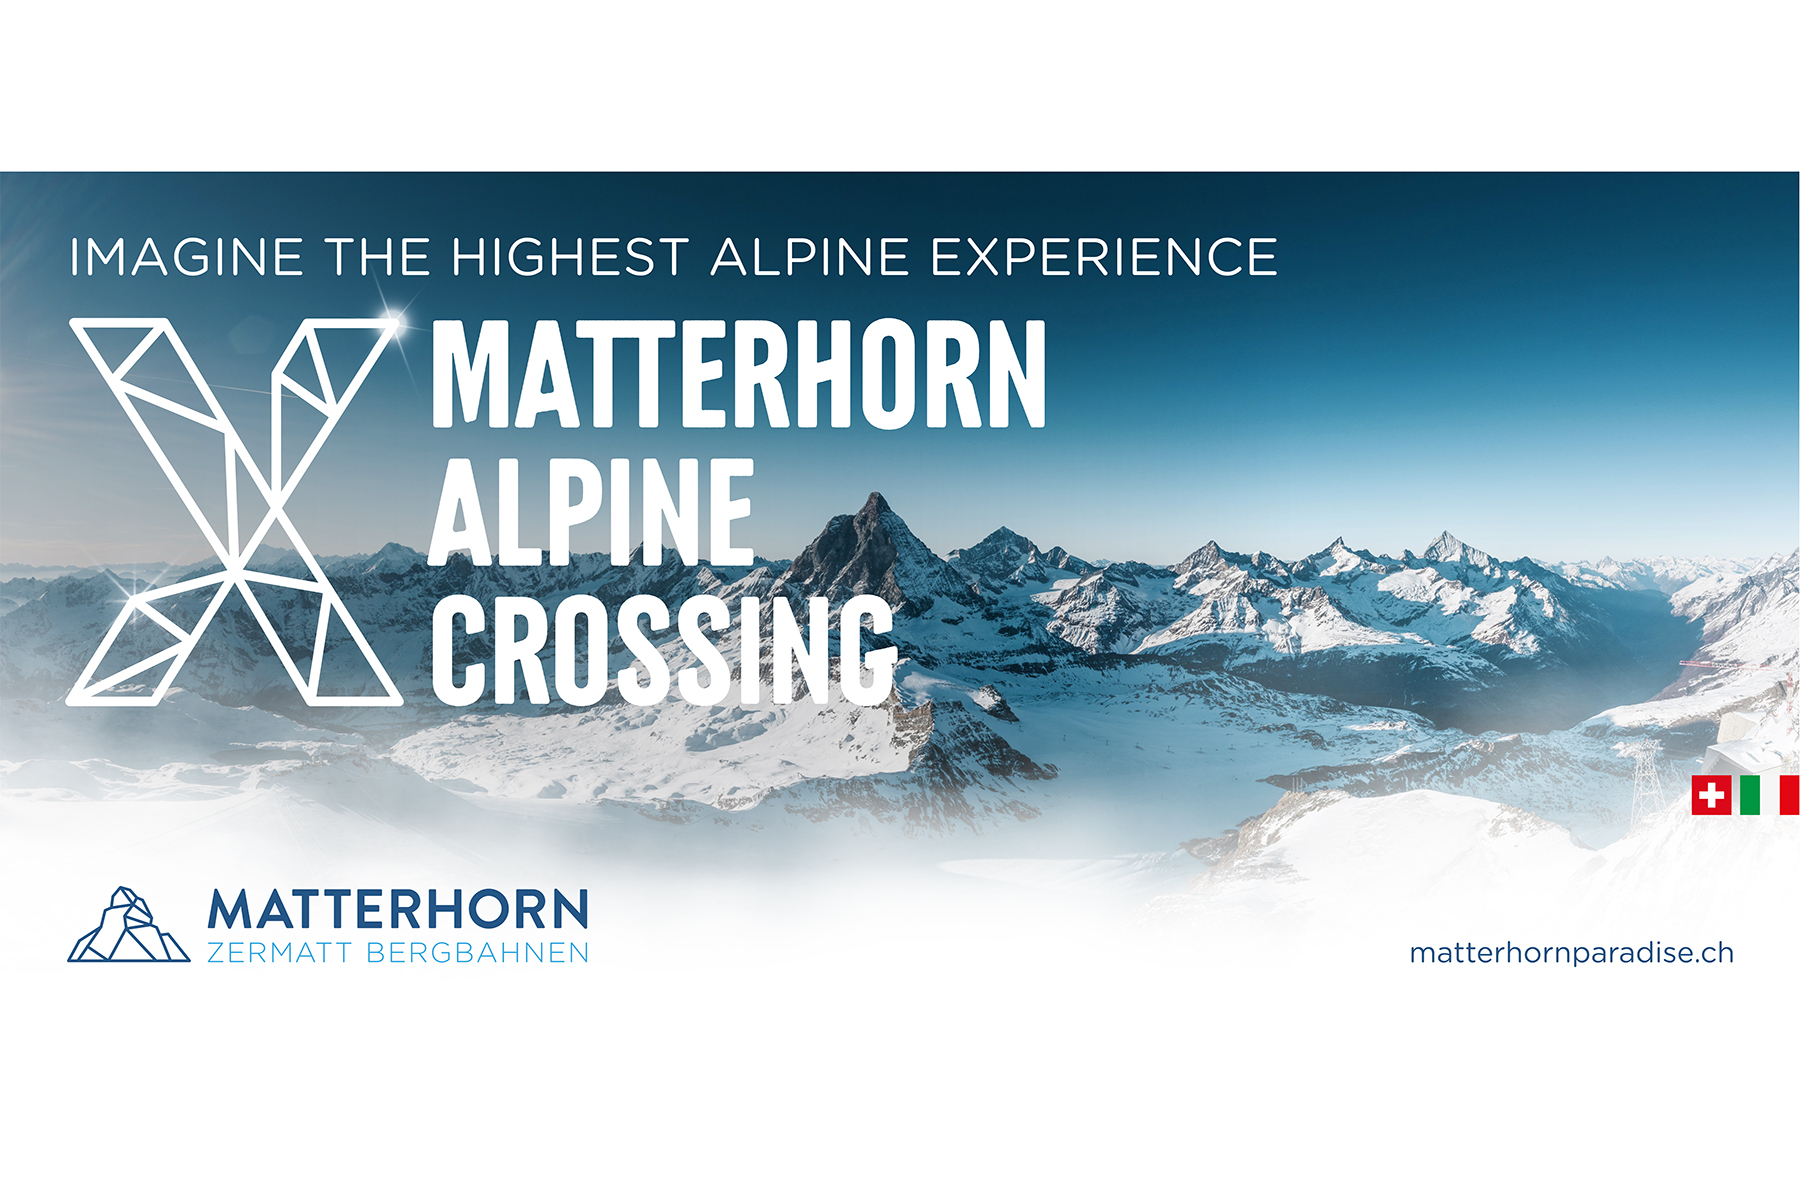 IMAGINE THE HIGHEST ALPINE EXPERIENCE
MATTERHORN
ALPINE
CROSSING
MATTERHORN
ZERMATT BERGBAHNEN
matterhornparadise.ch